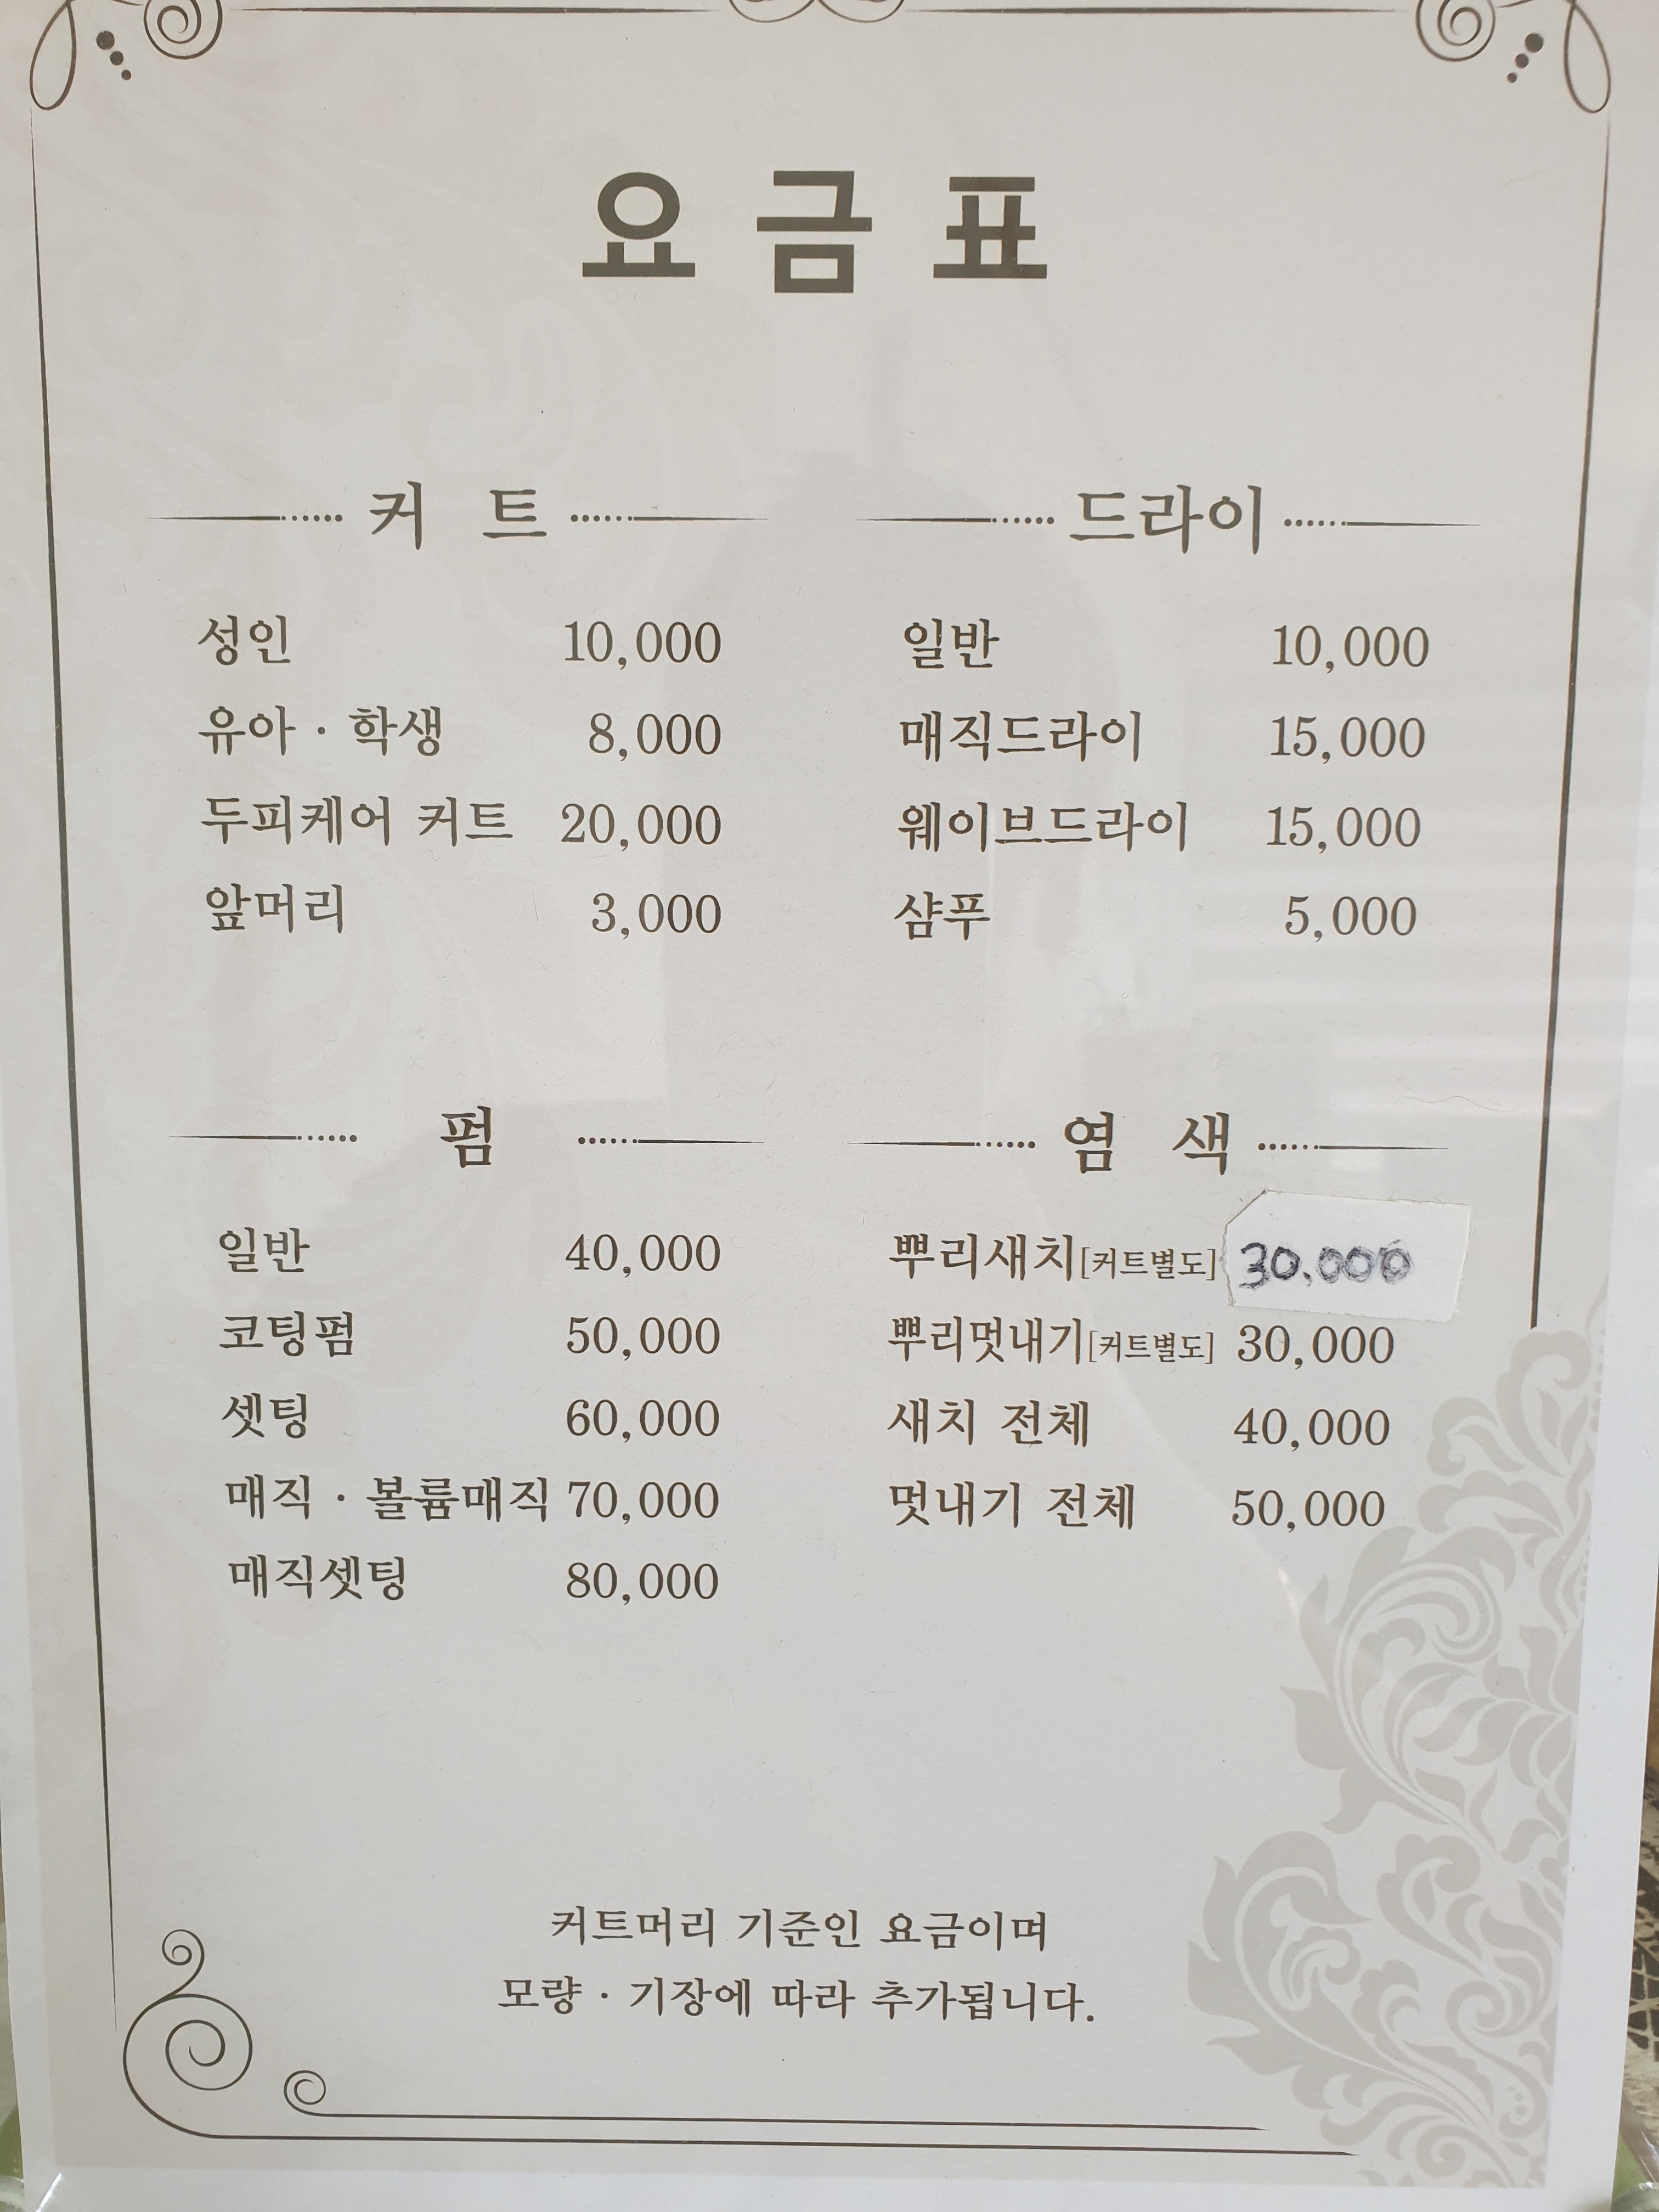 요금표
커 트
성인 10,000
유아 · 학생 8,000
두피케어 커트 20,000
앞머리 3,000
드라이
일반 10,000
매직드라이 15,000
웨이브드라이 15,000
샴푸 5,000
펌
일반 40,000
코팅펌 50,000
셋팅 60,000
매직 · 볼륨매직 70,000
매직셋팅 80,000
염 색
뿌리새치[커트별도] 30.000
뿌리멋내기[커트별도] 30,000
새치 전체 40,000
멋내기 전체 50,000
커트머리 기준인 요금이며
모량 · 기장에 따라 추가됩니다.